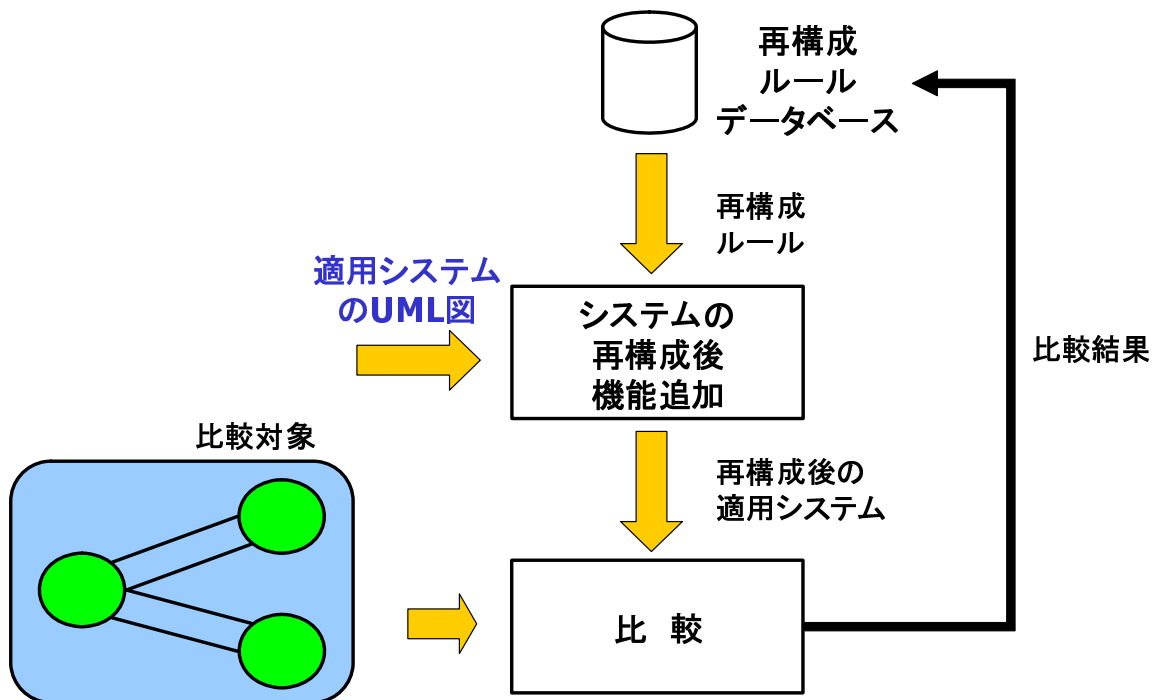 再構成
ルール
データベース
再構成
ルール
適用システム
のUML図
システムの
再構成後
機能追加
比較結果
比較対象
再構成後の
適用システム
比 較